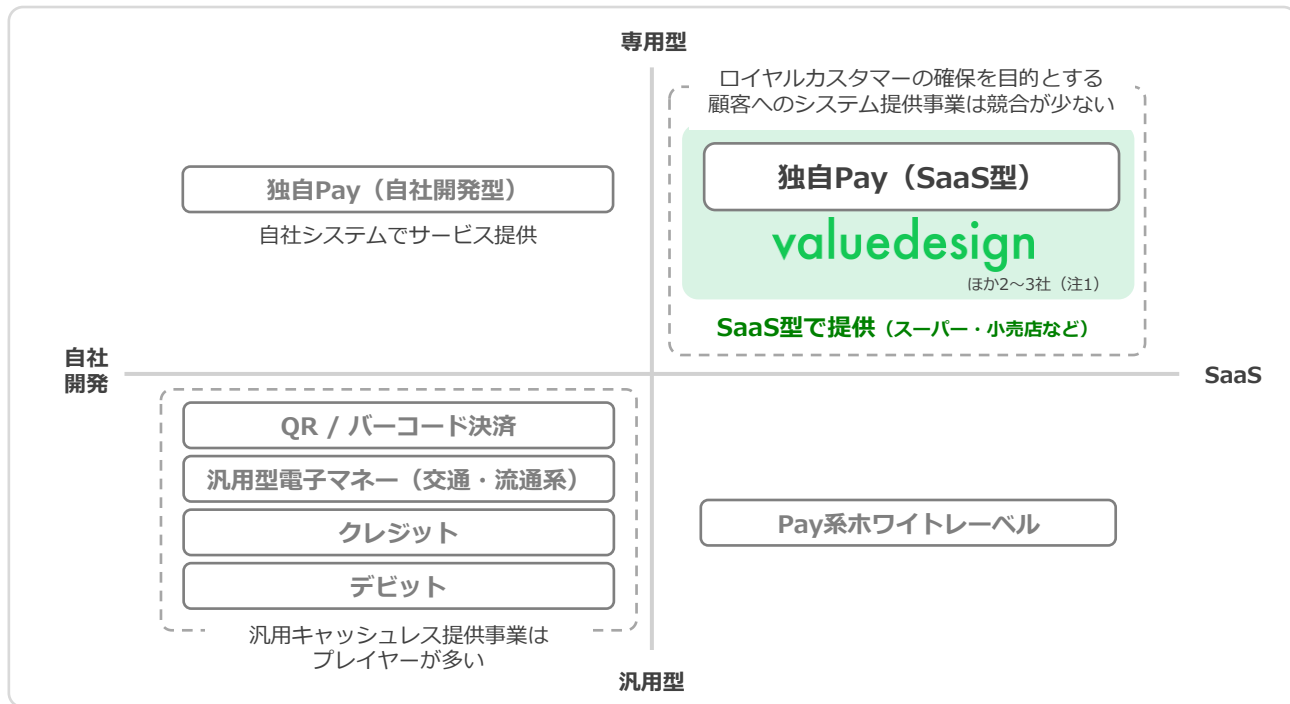 専用型
ロイヤルカスタマーの確保を目的とする
顧客へのシステム提供事業は競合が少ない
独自Pay（自社開発型）
自社システムでサービス提供
独自Pay（SaaS型）
valuedesign
ほか2～3社（注1）
SaaS型で提供（スーパー・小売店など）
自社
開発
SaaS
QR / バーコード決済
汎用型電子マネー（交通・流通系）
クレジット
デビット
汎用キャッシュレス提供事業は
プレイヤーが多い
Pay系ホワイトレーベル
汎用型